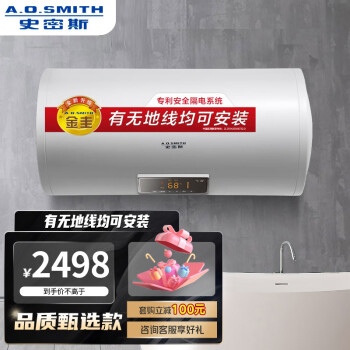 A.O.SMITH
史密斯
专利安全隔电系统
金圭
有无地线均可安装
A.O.SMITH
史密斯
68
有无地线均可安装
¥2498
到手价不高于
套购立减100元
品质甄选款
咨询客服享好礼